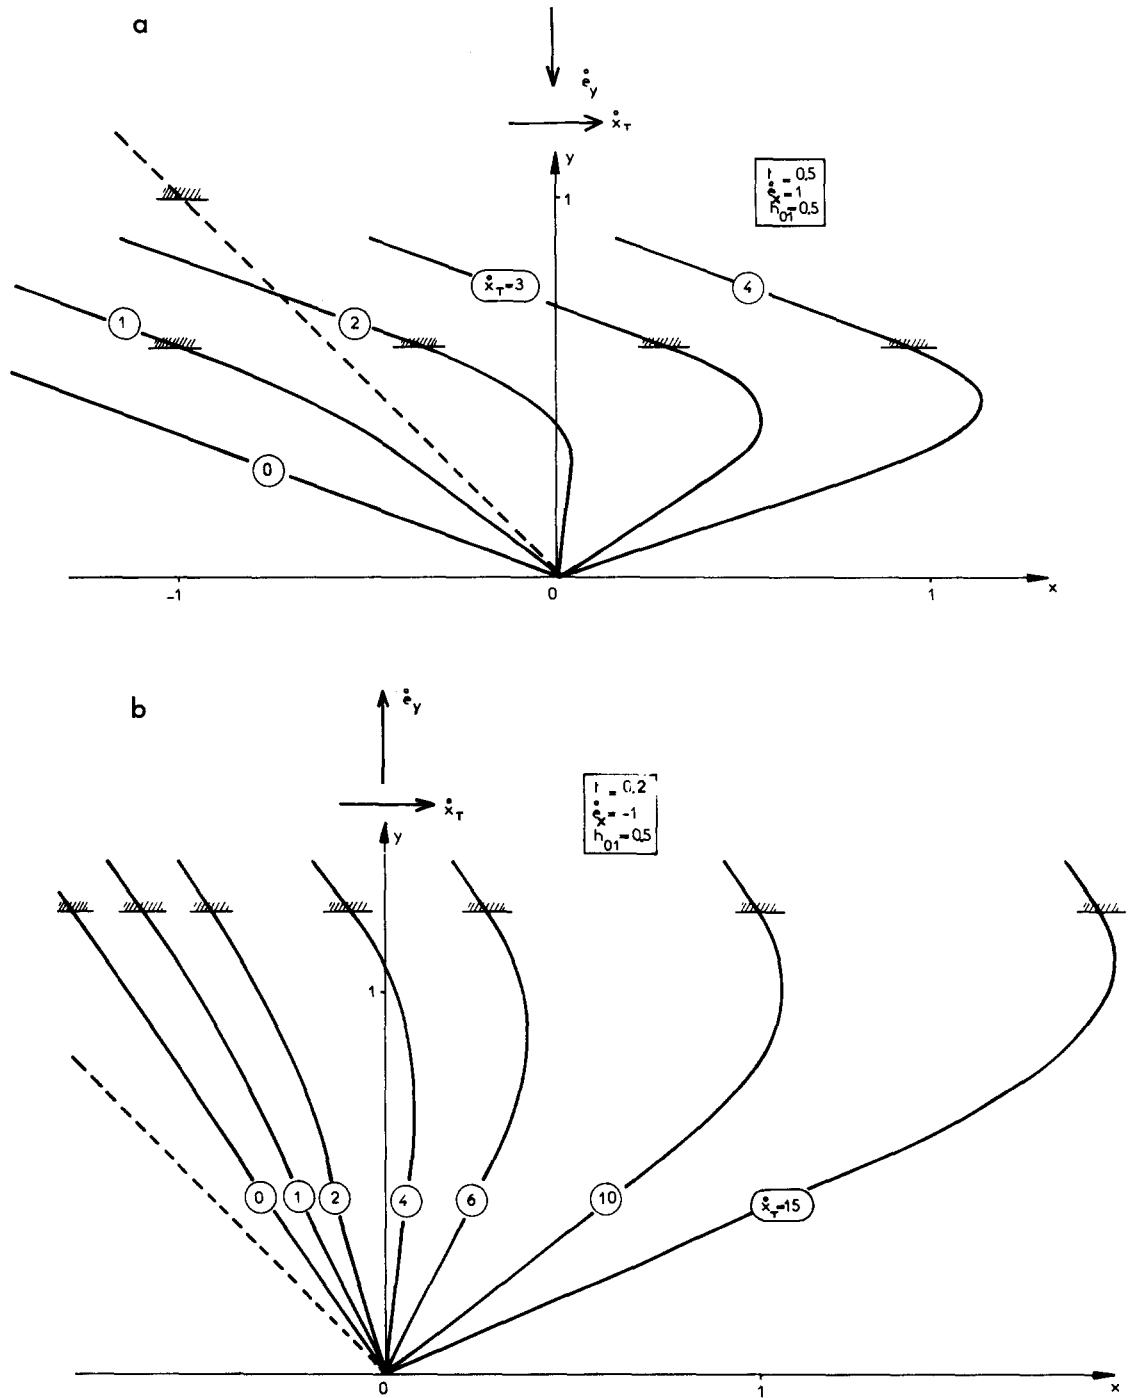 a
ė_y
ẋ_T
y
1
t = 0.5
ė_x = 1
h_01 = 0.5
ẋ_T=3
4
1
2
0
-1
0
1
x
b
ė_y
ẋ_T
y
t = 0.2
ė_x = -1
h_01 = 0.5
1
0
1
2
4
6
10
ẋ_T=15
0
1
x